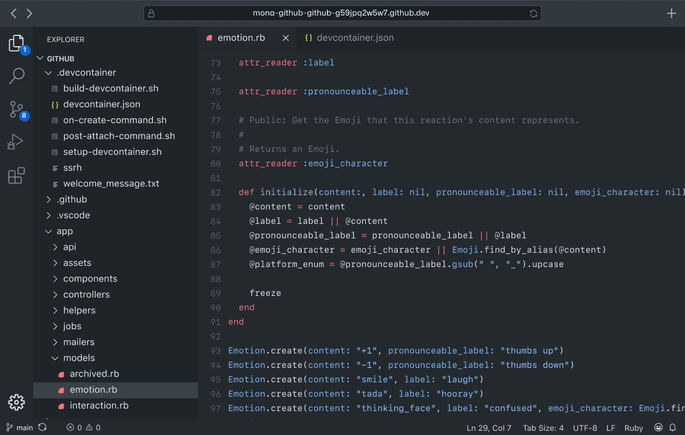 mona-github-github-g59jpq2w5w7.github.dev
EXPLORER
GITHUB
.devcontainer
build-devcontainer.sh
{ } devcontainer.json
on-create-command.sh
post-attach-command.sh
setup-devcontainer.sh
ssrh
welcome_message.txt
.github
.vscode
app
api
assets
components
controllers
helpers
jobs
mailers
models
archived.rb
emotion.rb
interaction.rb
1
8
emotion.rb
{ } devcontainer.json
73 attr_reader :label
74
75 attr_reader :pronounceable_label
76
77 # Public: Get the Emoji that this reaction's content represents.
78 #
79 # Returns an Emoji.
80 attr_reader :emoji_character
81
82 def initialize(content:, label: nil, pronounceable_label: nil, emoji_character: nil)
83 @content = content
84 @label = label || @content
85 @pronounceable_label = pronounceable_label || @label
86 @emoji_character = emoji_character || Emoji.find_by_alias(@content)
87 @platform_enum = @pronounceable_label.gsub(" ", "_").upcase
88
89 freeze
90 end
91 end
92
93 Emotion.create(content: "+1", pronounceable_label: "thumbs up")
94 Emotion.create(content: "-1", pronounceable_label: "thumbs down")
95 Emotion.create(content: "smile", label: "laugh")
96 Emotion.create(content: "tada", label: "hooray")
97 Emotion.create(content: "thinking_face", label: "confused", emoji_character: Emoji.fin
main
0
0
Ln 29, Col 7
Tab Size: 4
UTF-8
LF
Ruby